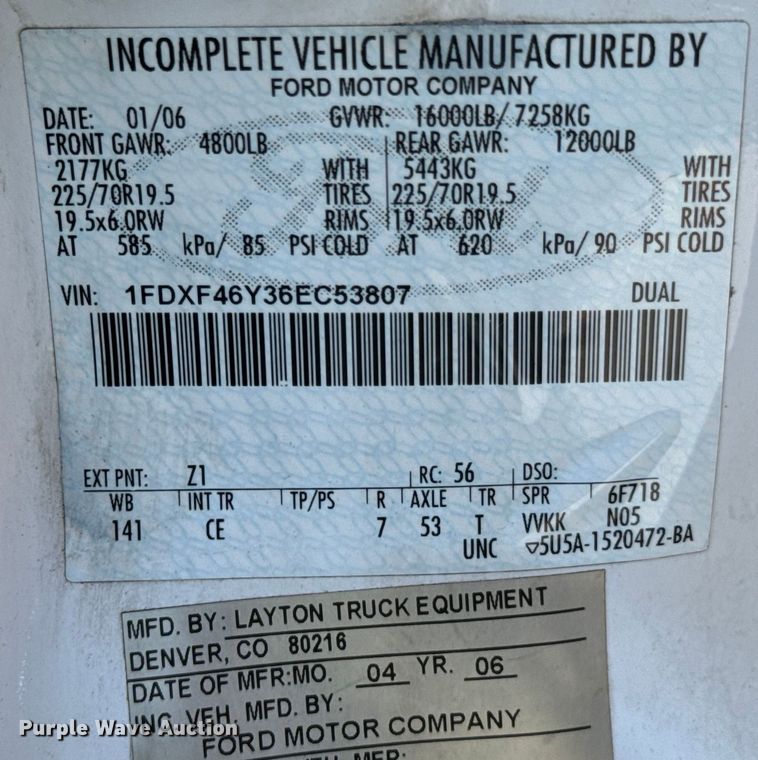 INCOMPLETE VEHICLE MANUFACTURED BY
FORD MOTOR COMPANY
DATE: 01/06 GVWR: 16000LB/ 7258KG
FRONT GAWR: 4800LB REAR GAWR: 12000LB
2177KG WITH 5443KG WITH
225/70R19.5 TIRES 225/70R19.5 TIRES
19.5x6.0RW RIMS 19.5x6.0RW RIMS
AT 585 kPa/ 85 PSI COLD AT 620 kPa/ 90 PSI COLD
VIN: 1FDXF46Y36EC53807 DUAL
EXT PNT: Z1 RC: 56 DSO:
WB INT TR TP/PS R AXLE TR SPR 6F718
141 CE 7 53 T VVKK N05
UNC 5U5A-1520472-BA
MFD. BY: LAYTON TRUCK EQUIPMENT
DENVER, CO 80216
DATE OF MFR:MO. 04 YR. 06
INC. VEH. MFD. BY:
FORD MOTOR COMPANY
MFR:
Purple Wave Auction